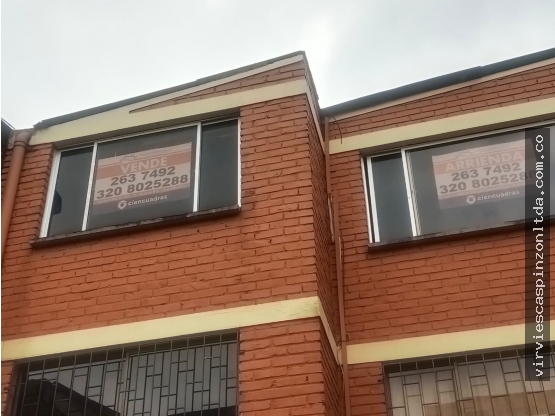 VENDE
263 7492
320 8025288
ciencuadras
ARRIENDA
263 7492
320 8025288
ciencuadras
virviescaspinzonltda.com.co